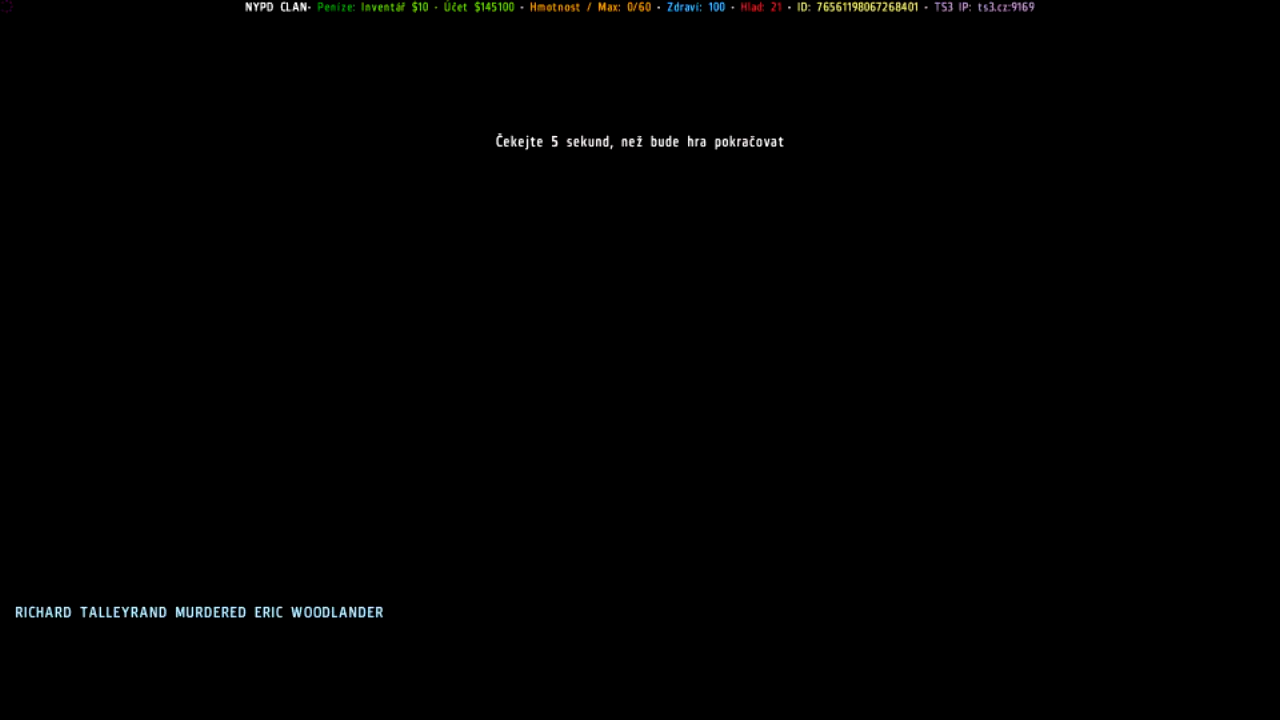 NYPD CLAN- Peníze: Inventář $10 - Účet $145100 - Hmotnost / Max: 0/60 - Zdraví: 100 - Hlad: 21 - ID: 76561198067268401 - TS3 IP: ts3.cz:9169
Čekejte 5 sekund, než bude hra pokračovat
RICHARD TALLEYRAND MURDERED ERIC WOODLANDER